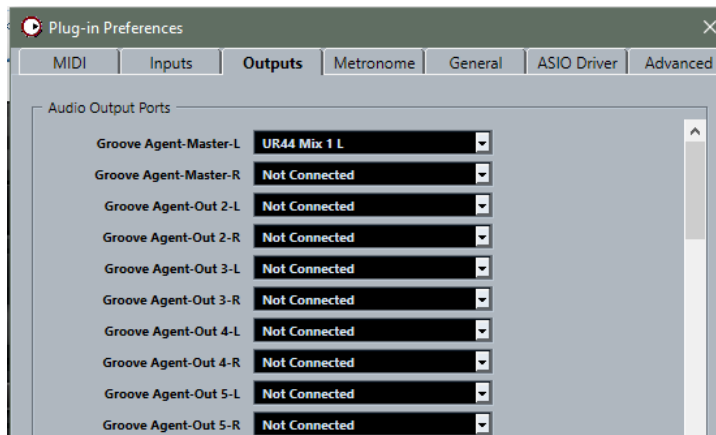 Plug-in Preferences
MIDI Inputs Outputs Metronome General ASIO Driver Advanced
Audio Output Ports
Groove Agent-Master-L UR44 Mix 1 L
Groove Agent-Master-R Not Connected
Groove Agent-Out 2-L Not Connected
Groove Agent-Out 2-R Not Connected
Groove Agent-Out 3-L Not Connected
Groove Agent-Out 3-R Not Connected
Groove Agent-Out 4-L Not Connected
Groove Agent-Out 4-R Not Connected
Groove Agent-Out 5-L Not Connected
Groove Agent-Out 5-R Not Connected